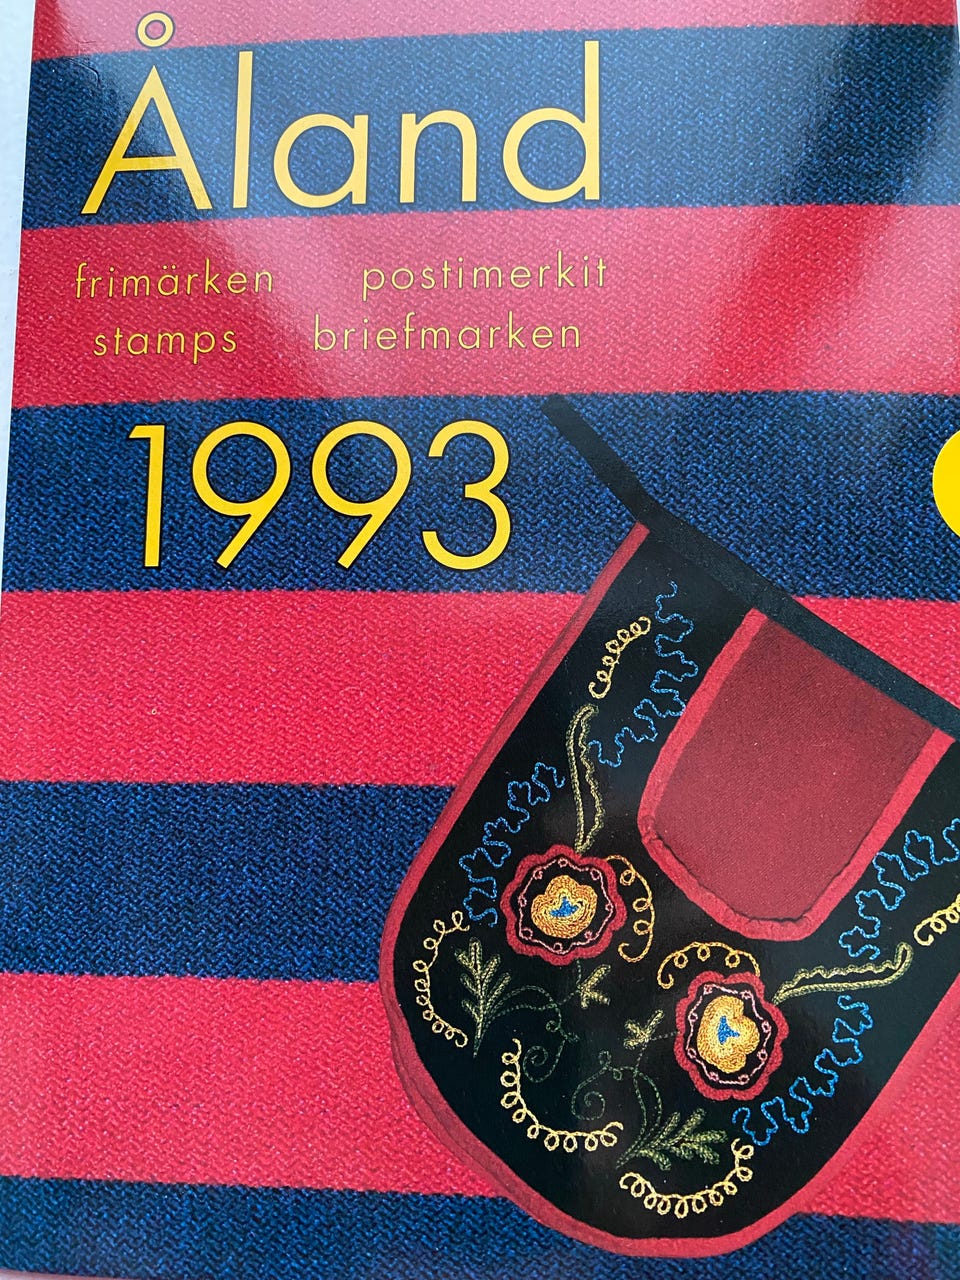 Åland
frimärken postimerkit
stamps briefmarken
1993